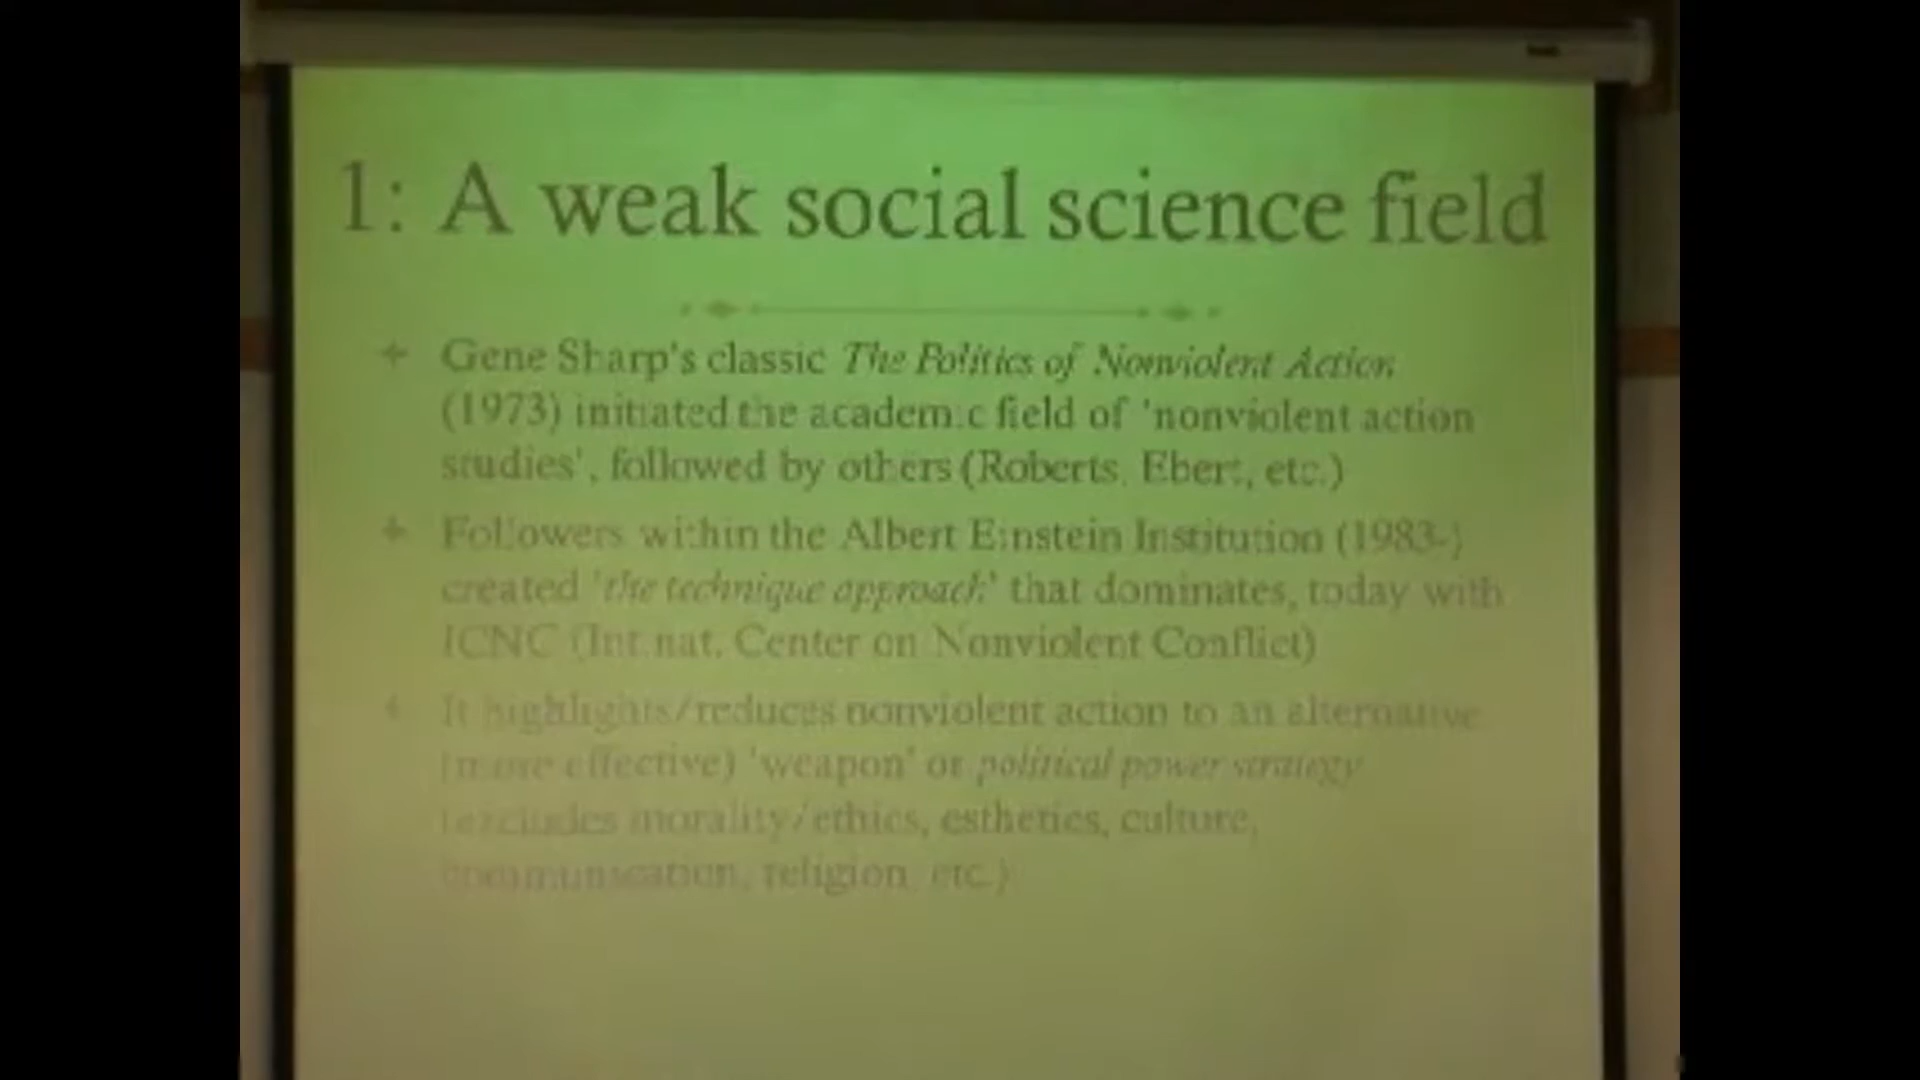 1: A weak social science field
Gene Sharp's classic The Politics of Nonviolent Action
(1973) initiated the academic field of 'nonviolent action
studies', followed by others (Roberts, Ebert, etc.)
Followers within the Albert Einstein Institution (1983-)
created 'the technique approach' that dominates, today with
ICNC (Int.nat. Center on Nonviolent Conflict)
It highlights/reduces nonviolent action to an alternative
(more effective) 'weapon' or political power strategy
(excludes morality/ethics, esthetics, culture,
communication, religion, etc.)